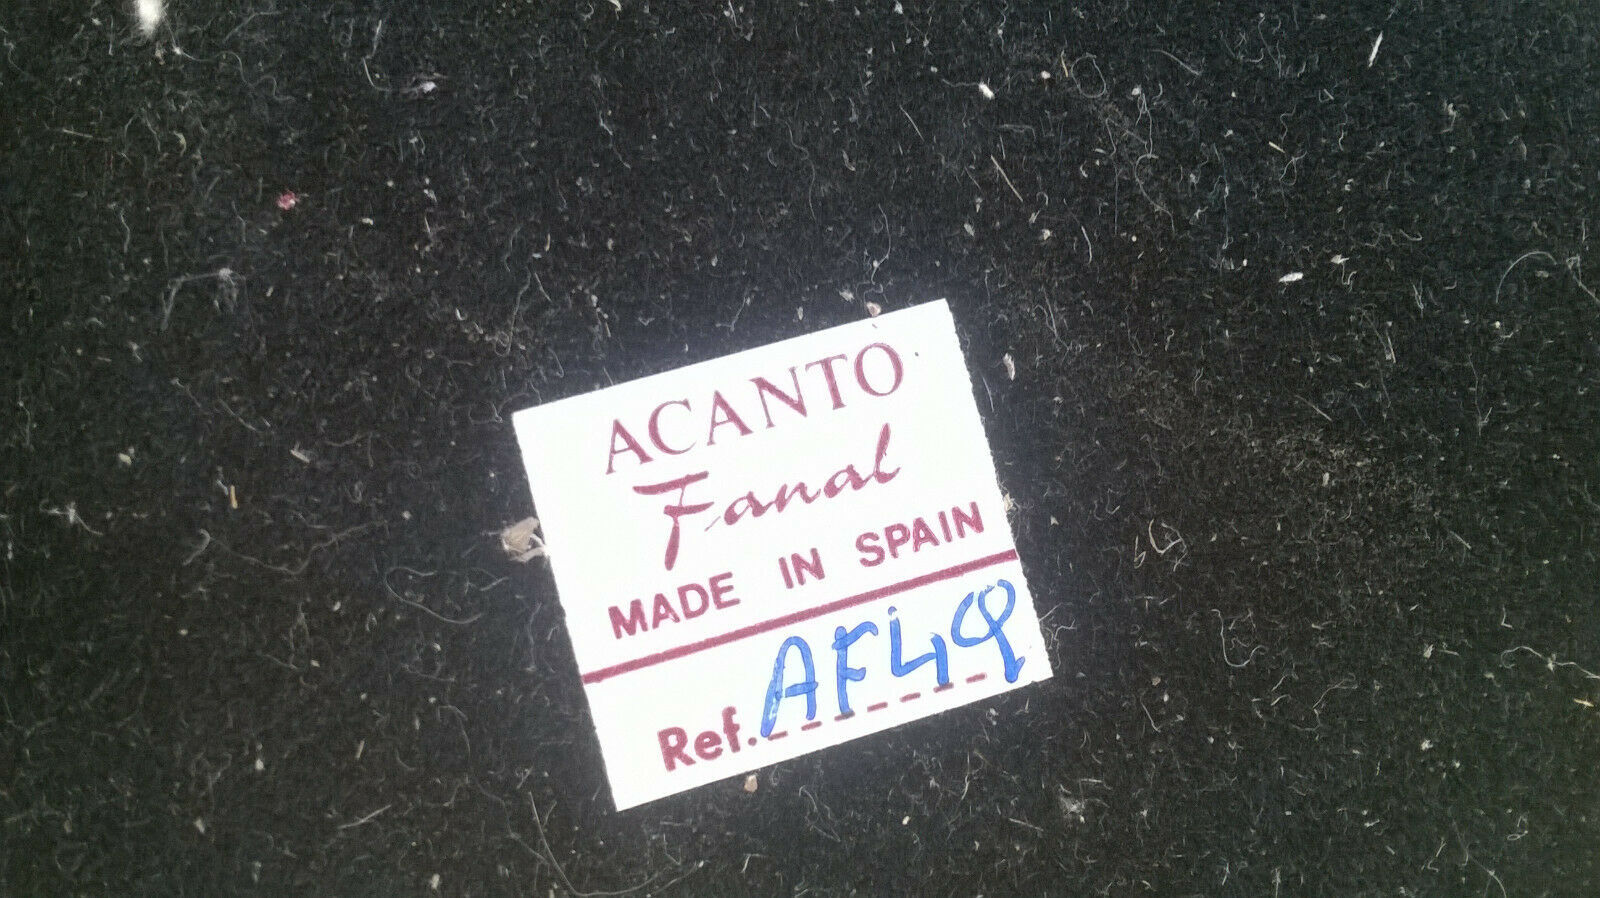 ACANTO
Fanal
MADE IN SPAIN
Ref. AF49